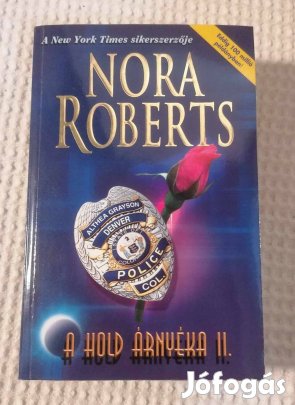 A New York Times sikerszerzője
Eddig 100 millió
példányban!
NORA
ROBERTS
ALTHEA GRAYSON
DENVER
POLICE
COL.
A HOLD ÁRNYÉKA II.
Jófogás